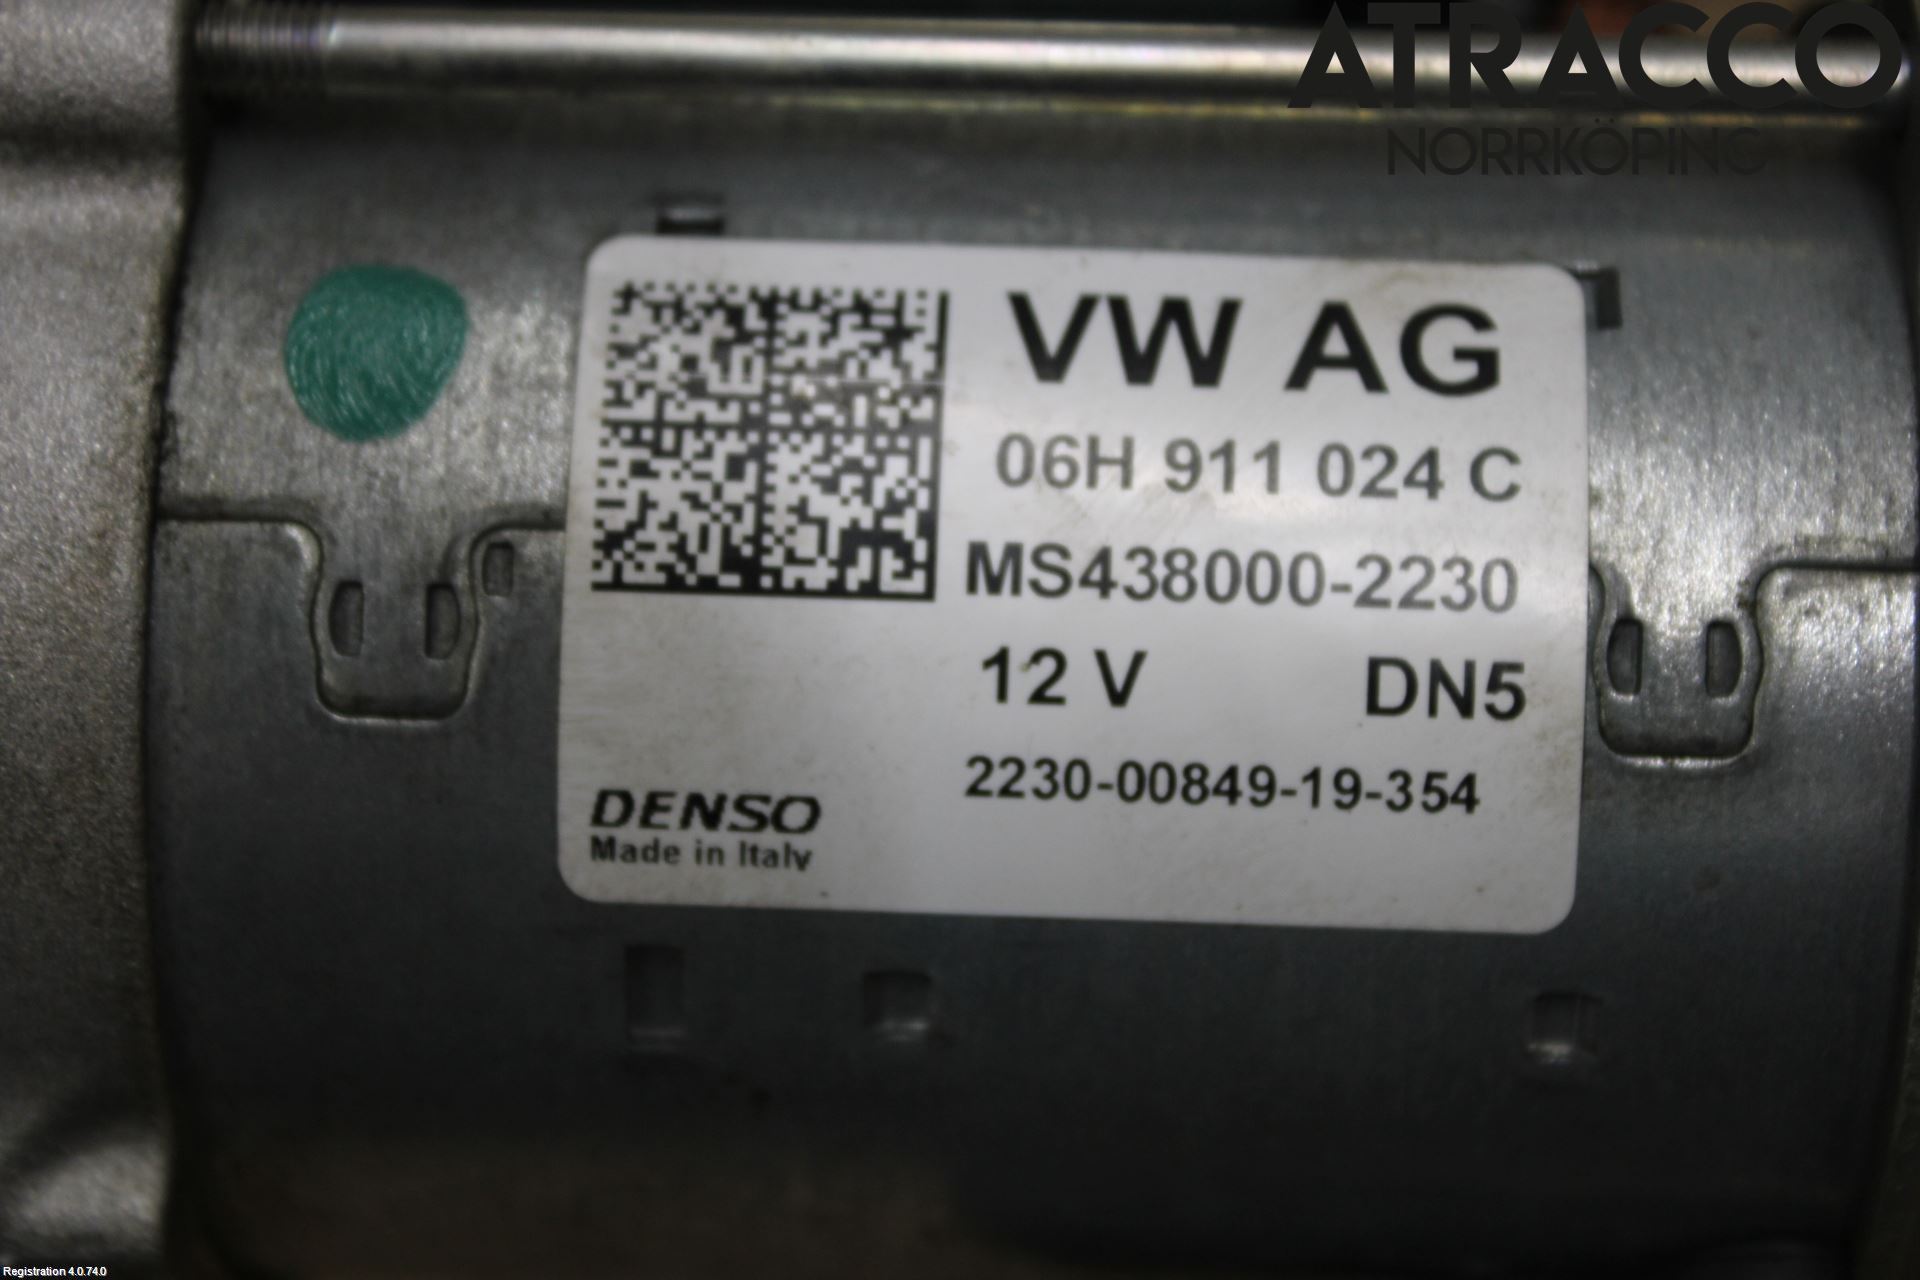 ATRACCO
NORRKÖPING
VW AG
06H 911 024 C
MS438000-2230
12 V DN5
2230-00849-19-354
DENSO
Made in Italy
Registration 4.0.74.0